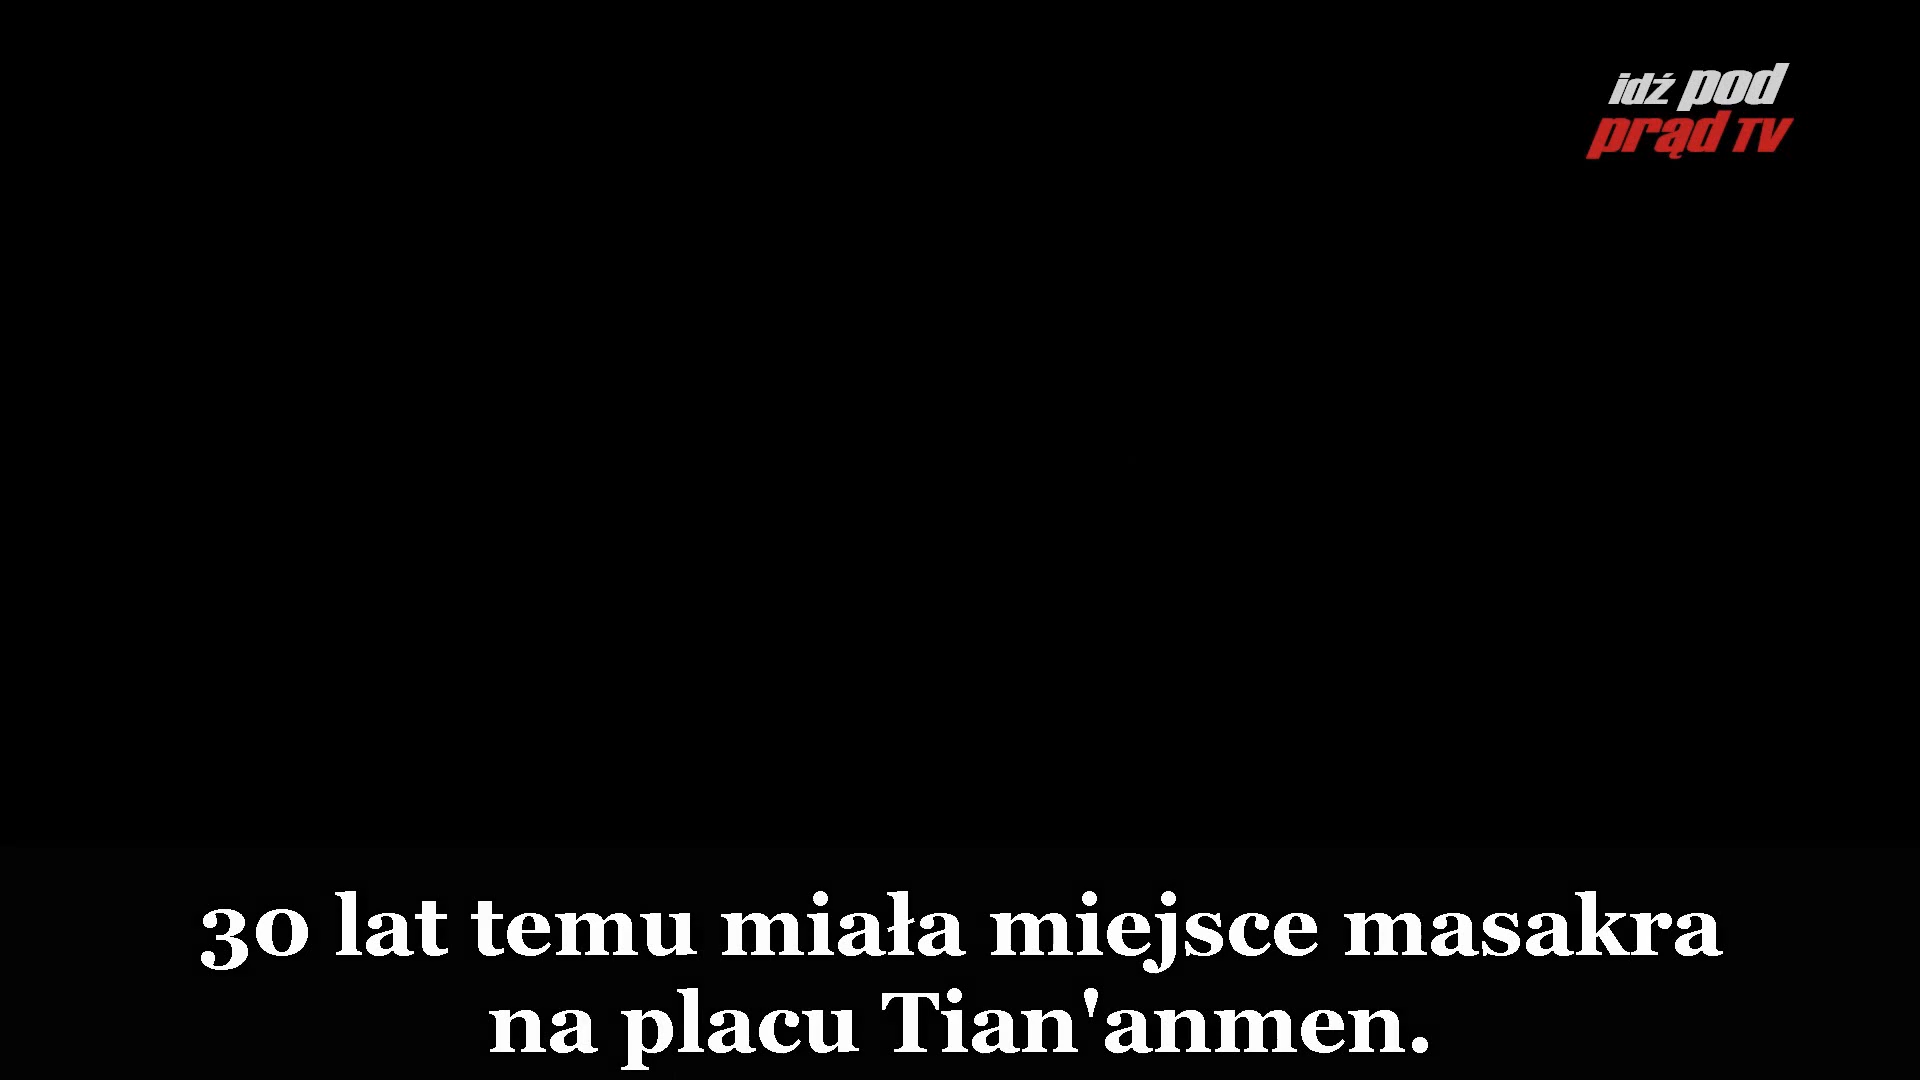 idź pod
prąd TV
30 lat temu miała miejsce masakra
na placu Tian'anmen.